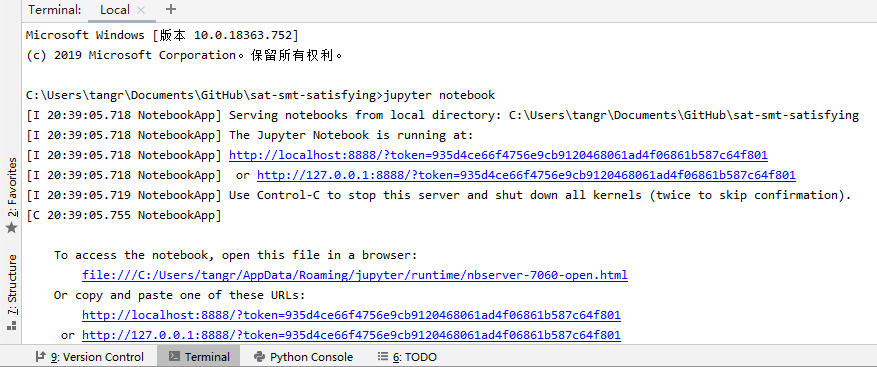 Terminal: Local ×
Microsoft Windows [版本 10.0.18363.752]
(c) 2019 Microsoft Corporation。保留所有权利。
C:\Users\tangr\Documents\GitHub\sat-smt-satisfying>jupyter notebook
[I 20:39:05.718 NotebookApp] Serving notebooks from local directory: C:\Users\tangr\Documents\GitHub\sat-smt-satisfying
[I 20:39:05.718 NotebookApp] The Jupyter Notebook is running at:
[I 20:39:05.718 NotebookApp] http://localhost:8888/?token=935d4ce66f4756e9cb9120468061ad4f06861b587c64f801
[I 20:39:05.718 NotebookApp]  or http://127.0.0.1:8888/?token=935d4ce66f4756e9cb9120468061ad4f06861b587c64f801
[I 20:39:05.719 NotebookApp] Use Control-C to stop this server and shut down all kernels (twice to skip confirmation).
[C 20:39:05.755 NotebookApp]
To access the notebook, open this file in a browser:
file:///C:/Users/tangr/AppData/Roaming/jupyter/runtime/nbserver-7060-open.html
Or copy and paste one of these URLs:
http://localhost:8888/?token=935d4ce66f4756e9cb9120468061ad4f06861b587c64f801
or http://127.0.0.1:8888/?token=935d4ce66f4756e9cb9120468061ad4f06861b587c64f801
2: Favorites
7: Structure
9: Version Control Terminal Python Console 6: TODO